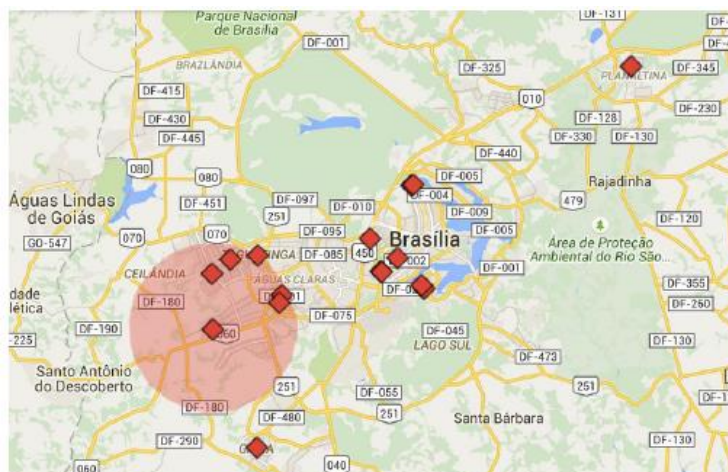 Parque Nacional
de Brasília
DF-131
DF-001
BRAZLÂNDIA
DF-325
DF-345
PLANALTINA
DF-415
010
DF-230
DF-430
DF-128
DF-445
DF-330
DF-130
DF-440
080
080
DF-005
Rajadinha
Águas Lindas
de Goiás
DF-451
DF-097
DF-004
479
251
DF-010
DF-009
DF-120
GO-547
070
070
DF-095
DF-005
Brasília
450
DF-085
Área de Proteção
Ambiental do Rio São...
CEILÂNDIA
002
DF-001
ÁGUAS CLARAS
DF-355
dade
DF-180
DF-260
lética
DF-190
DF-075
DF-045
060
DF-130
-225
LAGO SUL
DF-473
Santo Antônio
do Descoberto
251
DF-055
251
DF-130
DF-180
DF-480
251
Santa Bárbara
DF-290
DF-130
060
040